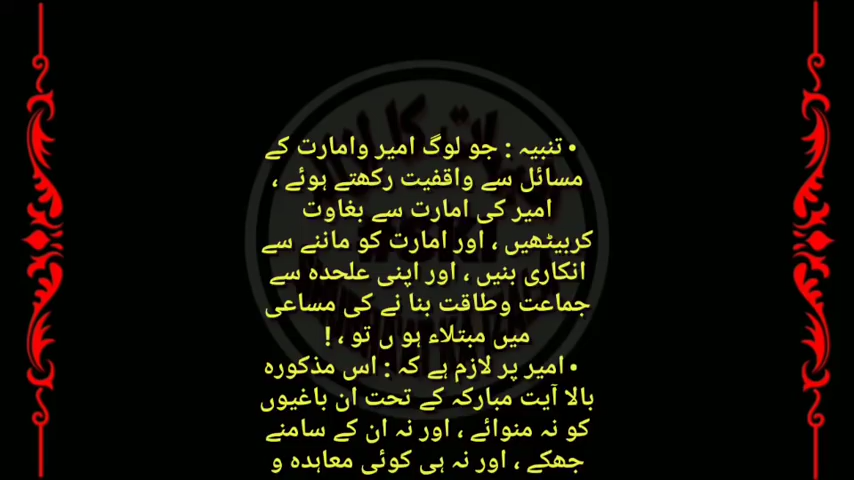 • تنبیہ : جو لوگ امیر وامارت کے
مسائل سے واقفیت رکھتے ہوئے ،
امیر کی امارت سے بغاوت
کربیٹھیں ، اور امارت کو ماننے سے
انکاری بنیں ، اور اپنی علحدہ سے
جماعت وطاقت بنا نے کی مساعی
میں مبتلاء ہو ں تو ، !
• امیر پر لازم ہے کہ : اس مذکورہ
بالا آیت مبارکہ کے تحت ان باغیوں
کو نہ منوائے ، اور نہ ان کے سامنے
جھکے ، اور نہ ہی کوئی معاہدہ و